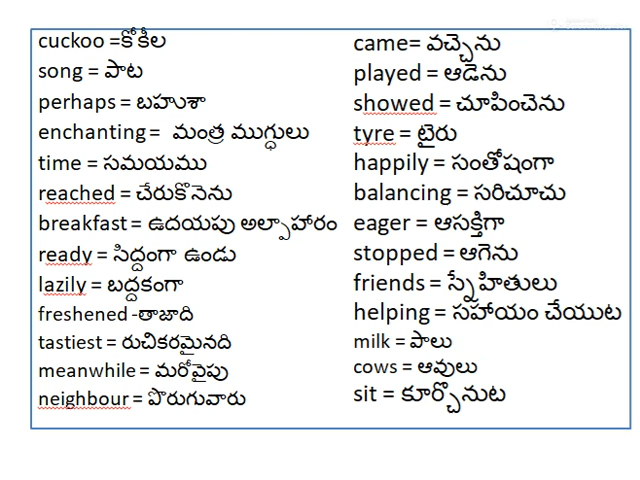 cuckoo =కోకిల
song = పాట
perhaps = బహుశా
enchanting =  మంత్ర ముగ్ధులు
time = సమయము
reached = చేరుకొనెను
breakfast = ఉదయపు అల్పాహారం
ready = సిద్దంగా ఉండు
lazily = బద్దకంగా
freshened -తాజాది
tastiest = రుచికరమైనది
meanwhile = మరోవైపు
neighbour = పొరుగువారు
came= వచ్చెను
played = ఆడెను
showed = చూపించెను
tyre = టైరు
happily = సంతోషంగా
balancing = సరిచూచు
eager = ఆసక్తిగా
stopped = ఆగెను
friends = స్నేహితులు
helping = సహాయం చేయుట
milk = పాలు
cows = ఆవులు
sit = కూర్చొనుట